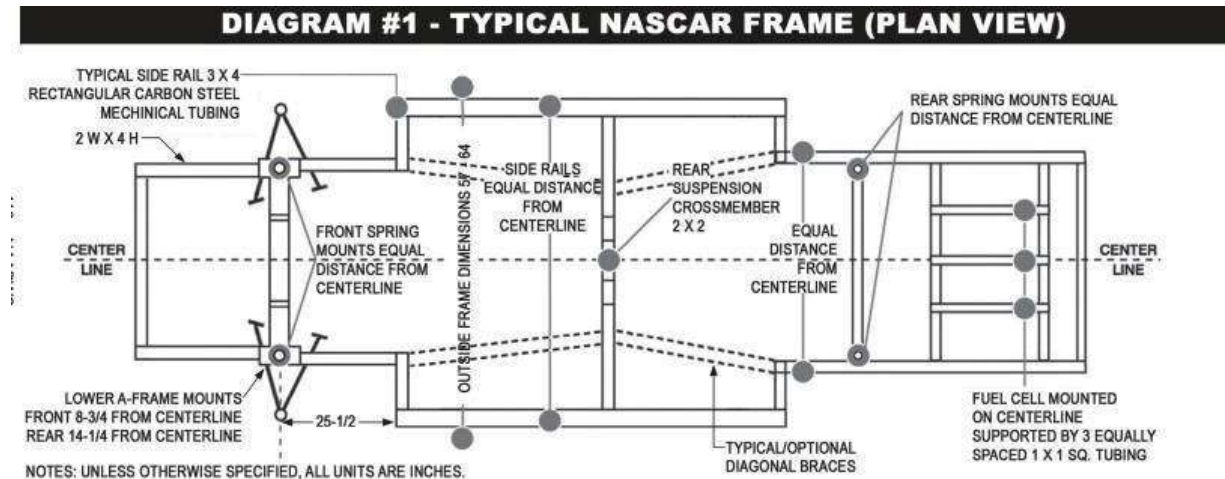 DIAGRAM #1 - TYPICAL NASCAR FRAME (PLAN VIEW)
TYPICAL SIDE RAIL 3 X 4
RECTANGULAR CARBON STEEL
MECHINICAL TUBING
2 W X 4 H
REAR SPRING MOUNTS EQUAL
DISTANCE FROM CENTERLINE
SIDE RAILS
EQUAL DISTANCE
FROM
CENTERLINE
REAR
SUSPENSION
CROSSMEMBER
2 X 2
OUTSIDE FRAME DIMENSIONS 57 64
FRONT SPRING
MOUNTS EQUAL
DISTANCE FROM
CENTERLINE
EQUAL
DISTANCE
FROM
CENTERLINE
CENTER
LINE
CENTER
LINE
LOWER A-FRAME MOUNTS
FRONT 8-3/4 FROM CENTERLINE
REAR 14-1/4 FROM CENTERLINE
25-1/2
TYPICAL/OPTIONAL
DIAGONAL BRACES
FUEL CELL MOUNTED
ON CENTERLINE
SUPPORTED BY 3 EQUALLY
SPACED 1 X 1 SQ. TUBING
NOTES: UNLESS OTHERWISE SPECIFIED, ALL UNITS ARE INCHES.